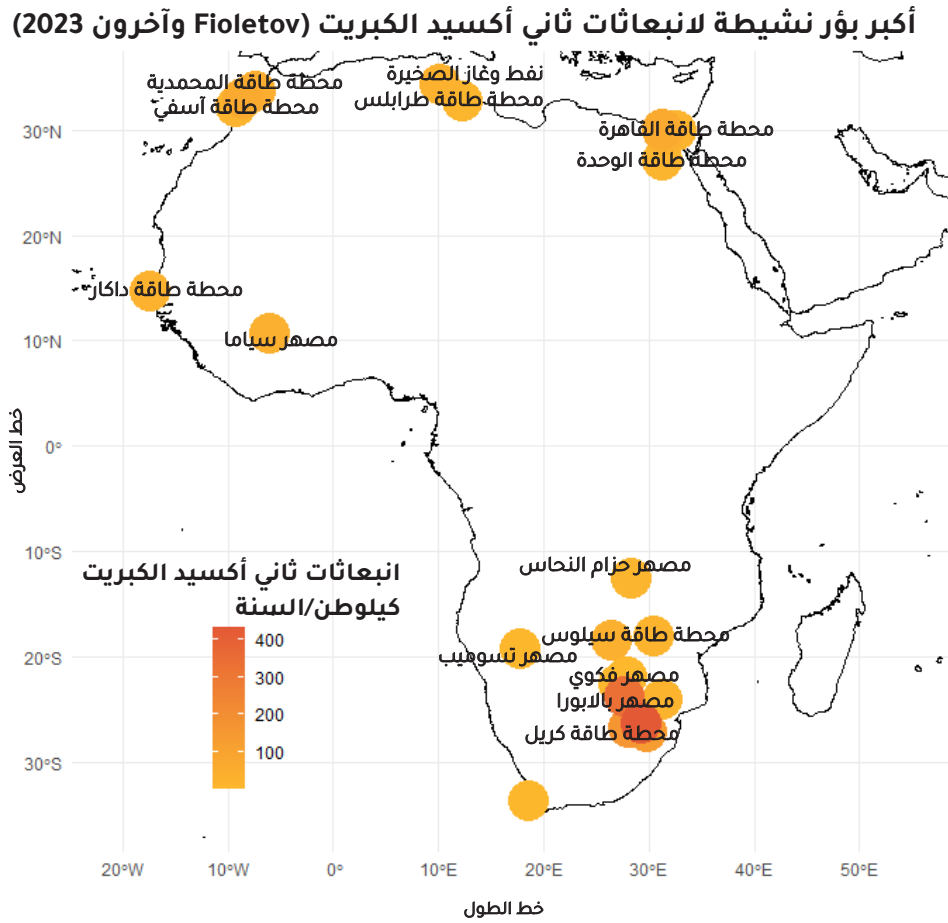 أكبر بؤر نشيطة لانبعاثات ثاني أكسيد الكبريت (Fioletov وآخرون 2023)
نفط وغاز الصخيرة
محطة طاقة المحمدية
محطة طاقة طرابلس
محطة طاقة آسفي
محطة طاقة القاهرة
محطة طاقة الوحدة
محطة طاقة داكار
مصهر سياما
مصهر حزام النحاس
محطة طاقة سيلوس
مصهر تسوميب
مصهر فكوي
مصهر بالابورا
محطة طاقة كريل
انبعاثات ثاني أكسيد الكبريت
كيلوطن/السنة
400
300
200
100
خط العرض
30°N
20°N
10°N
0°
10°S
20°S
30°S
20°W 10°W 0° 10°E 20°E 30°E 40°E 50°E
خط الطول